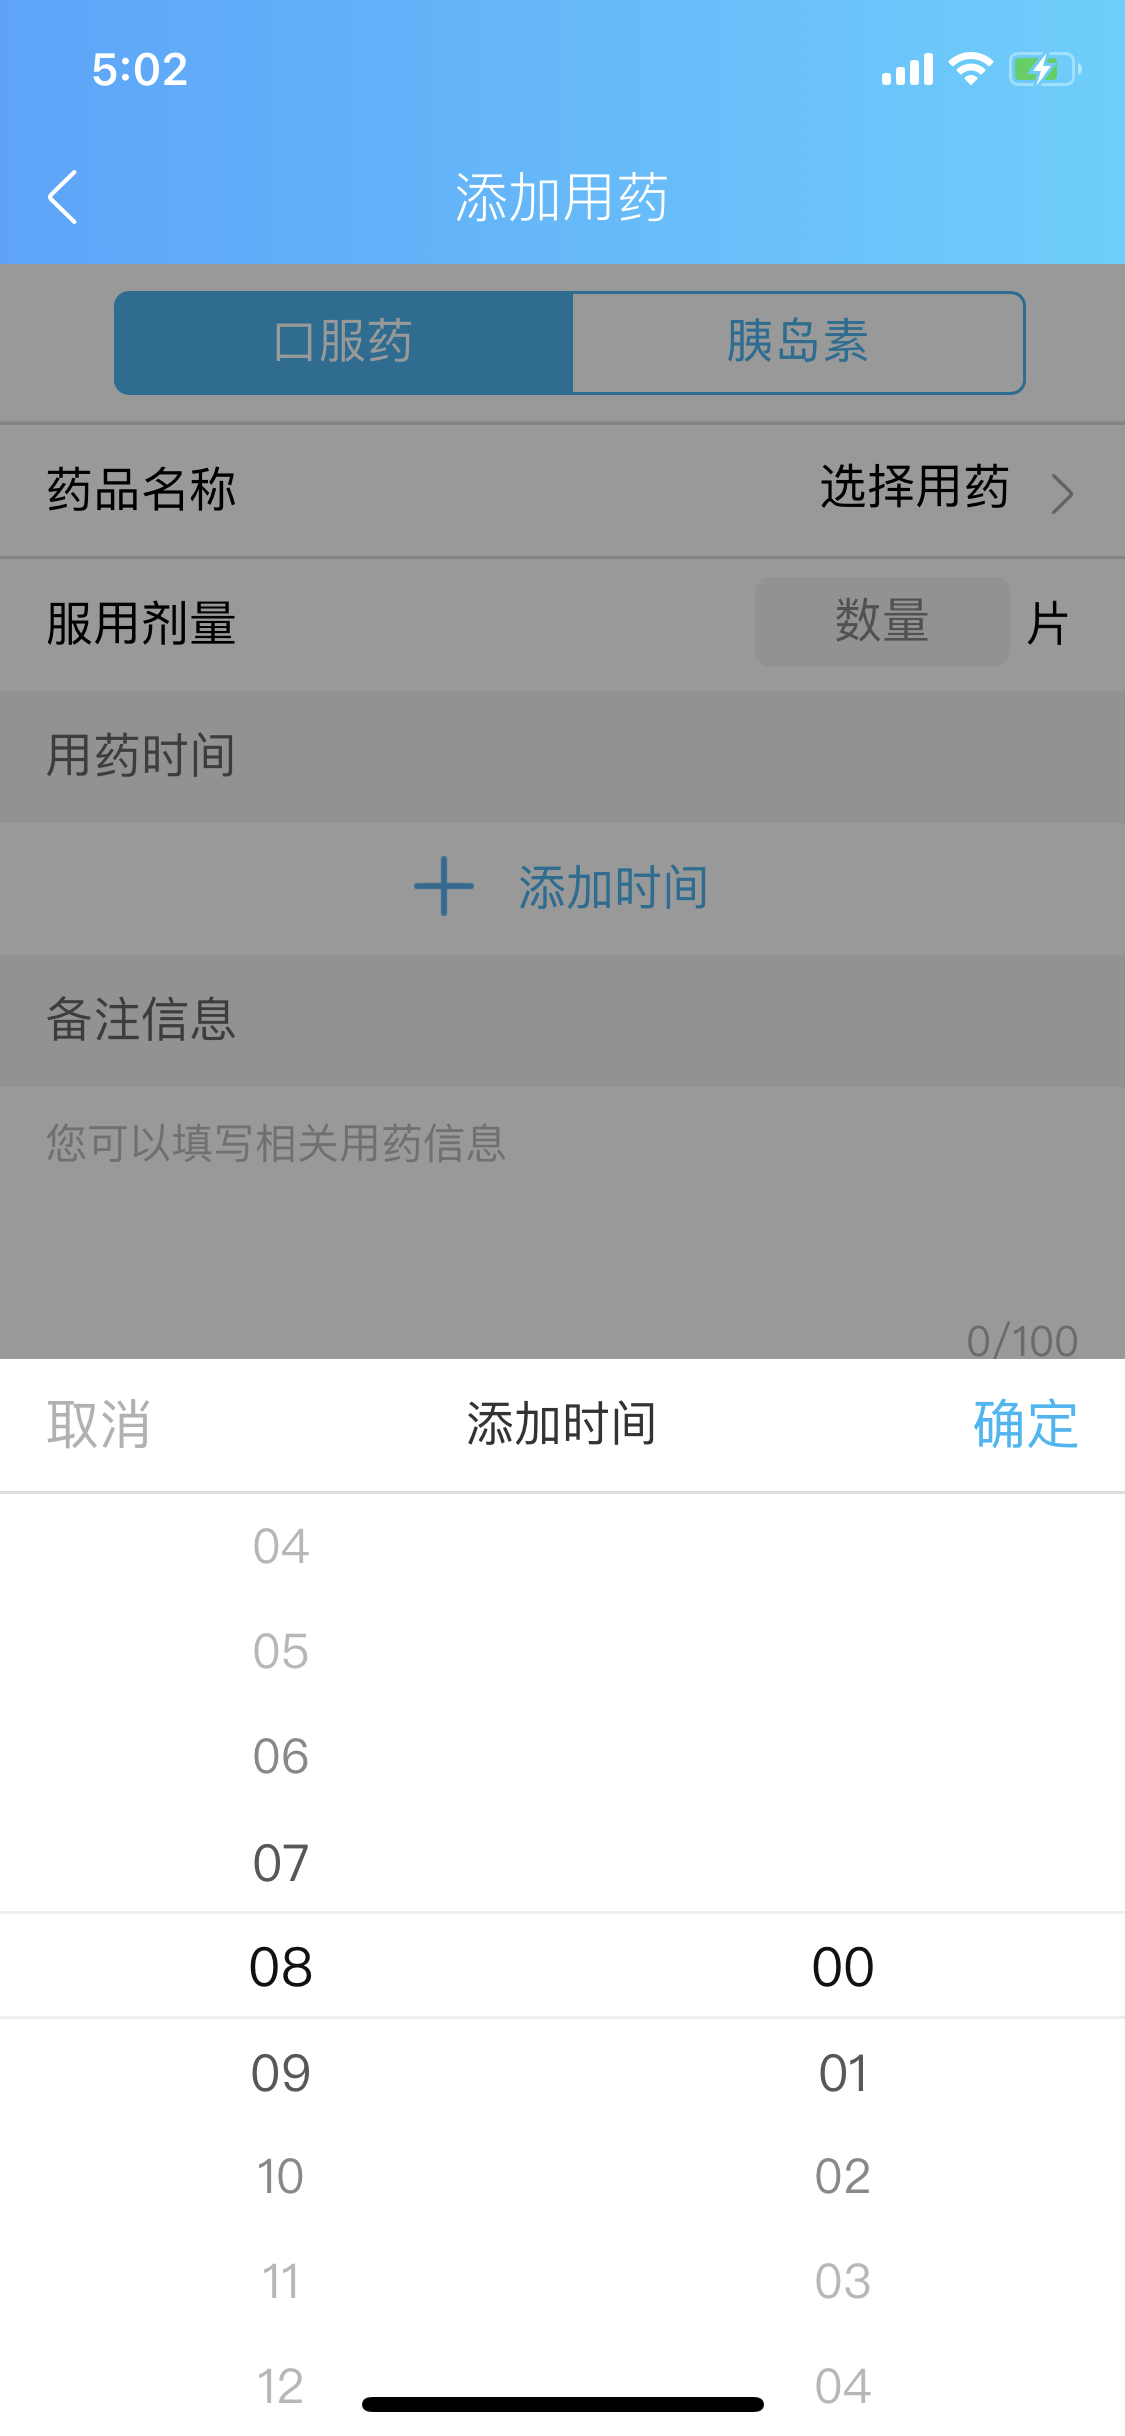 5:02
添加用药
口服药 胰岛素
药品名称 选择用药
服用剂量 数量 片
用药时间
添加时间
备注信息
您可以填写相关用药信息
0/100
取消 添加时间 确定
04
05
06
07
08 00
09 01
10 02
11 03
12 04